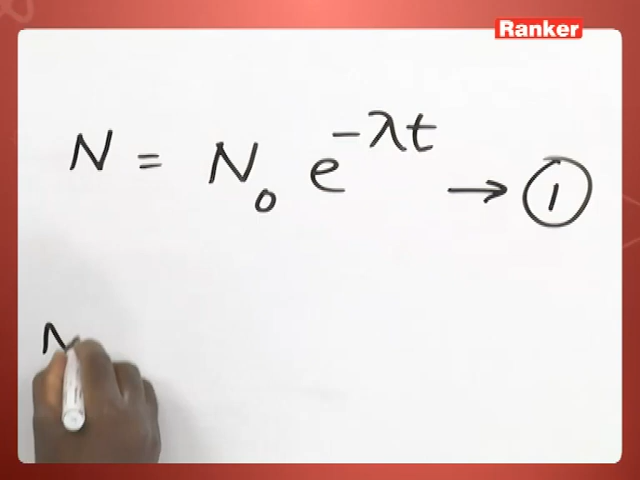 Ranker
N = N₀ e^{-λt} → ①
N